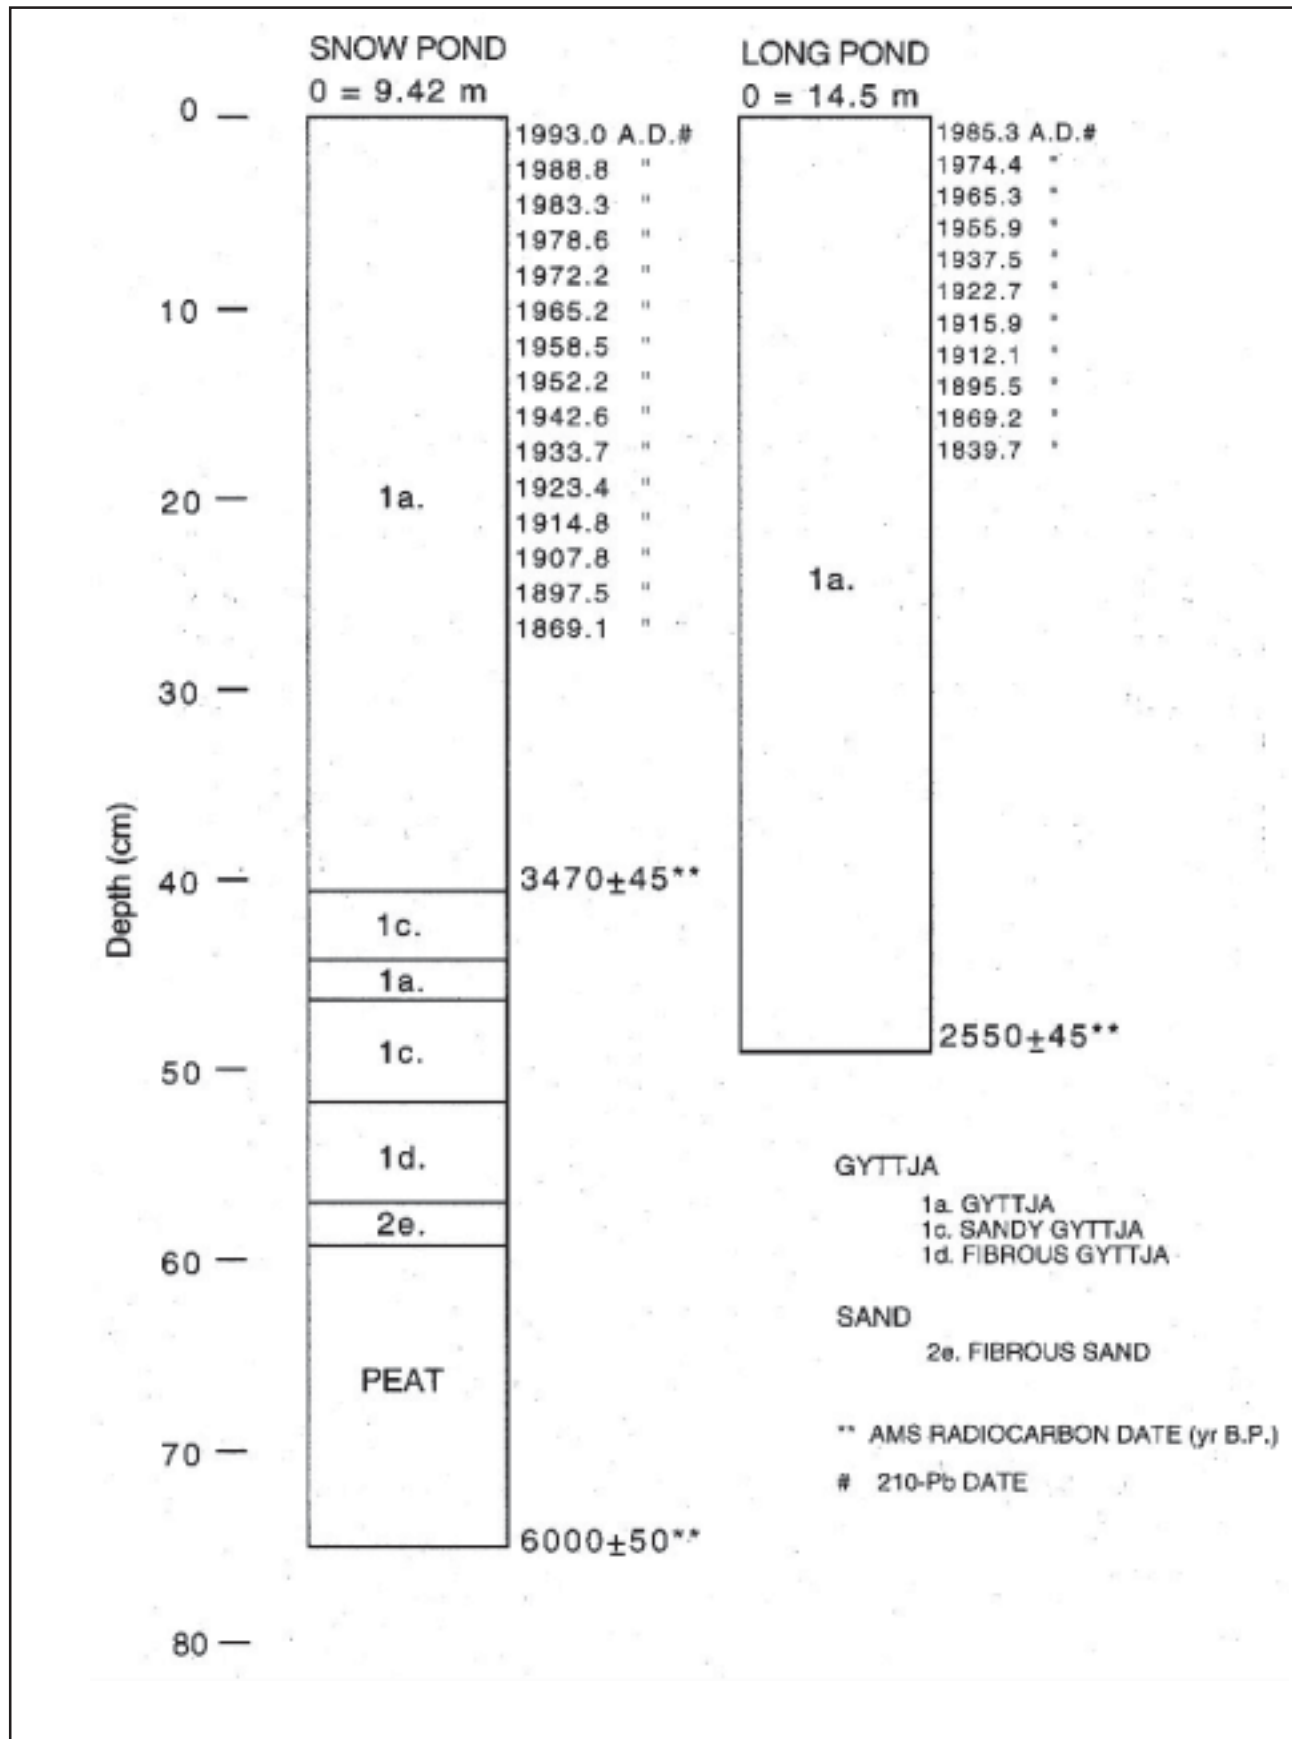 SNOW POND
0 = 9.42 m
LONG POND
0 = 14.5 m
Depth (cm)
0
10
20
30
40
50
60
70
80
1993.0 A.D.#
1988.8 "
1983.3 "
1978.6 "
1972.2 "
1965.2 "
1958.5 "
1952.2 "
1942.6 "
1933.7 "
1923.4 "
1914.8 "
1907.8 "
1897.5 "
1869.1 "
1a.
3470±45**
1c.
1a.
1c.
1d.
2e.
PEAT
6000±50**
1985.3 A.D.#
1974.4 "
1965.3 "
1955.9 "
1937.5 "
1922.7 "
1915.9 "
1912.1 "
1895.5 "
1869.2 "
1839.7 "
1a.
2550±45**
GYTTJA
1a. GYTTJA
1c. SANDY GYTTJA
1d. FIBROUS GYTTJA
SAND
2e. FIBROUS SAND
** AMS RADIOCARBON DATE (yr B.P.)
# 210-Pb DATE